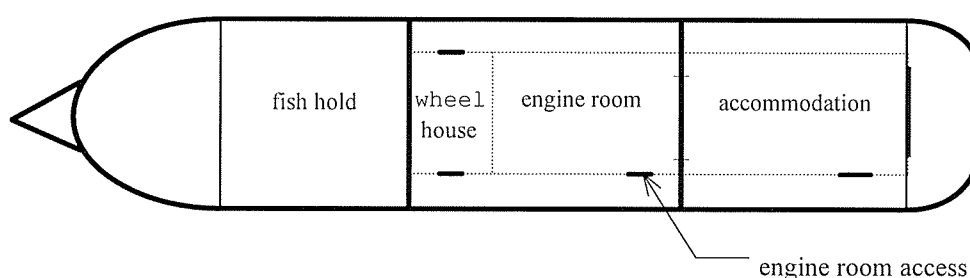 fish hold
wheel
house
engine room
accommodation
engine room access